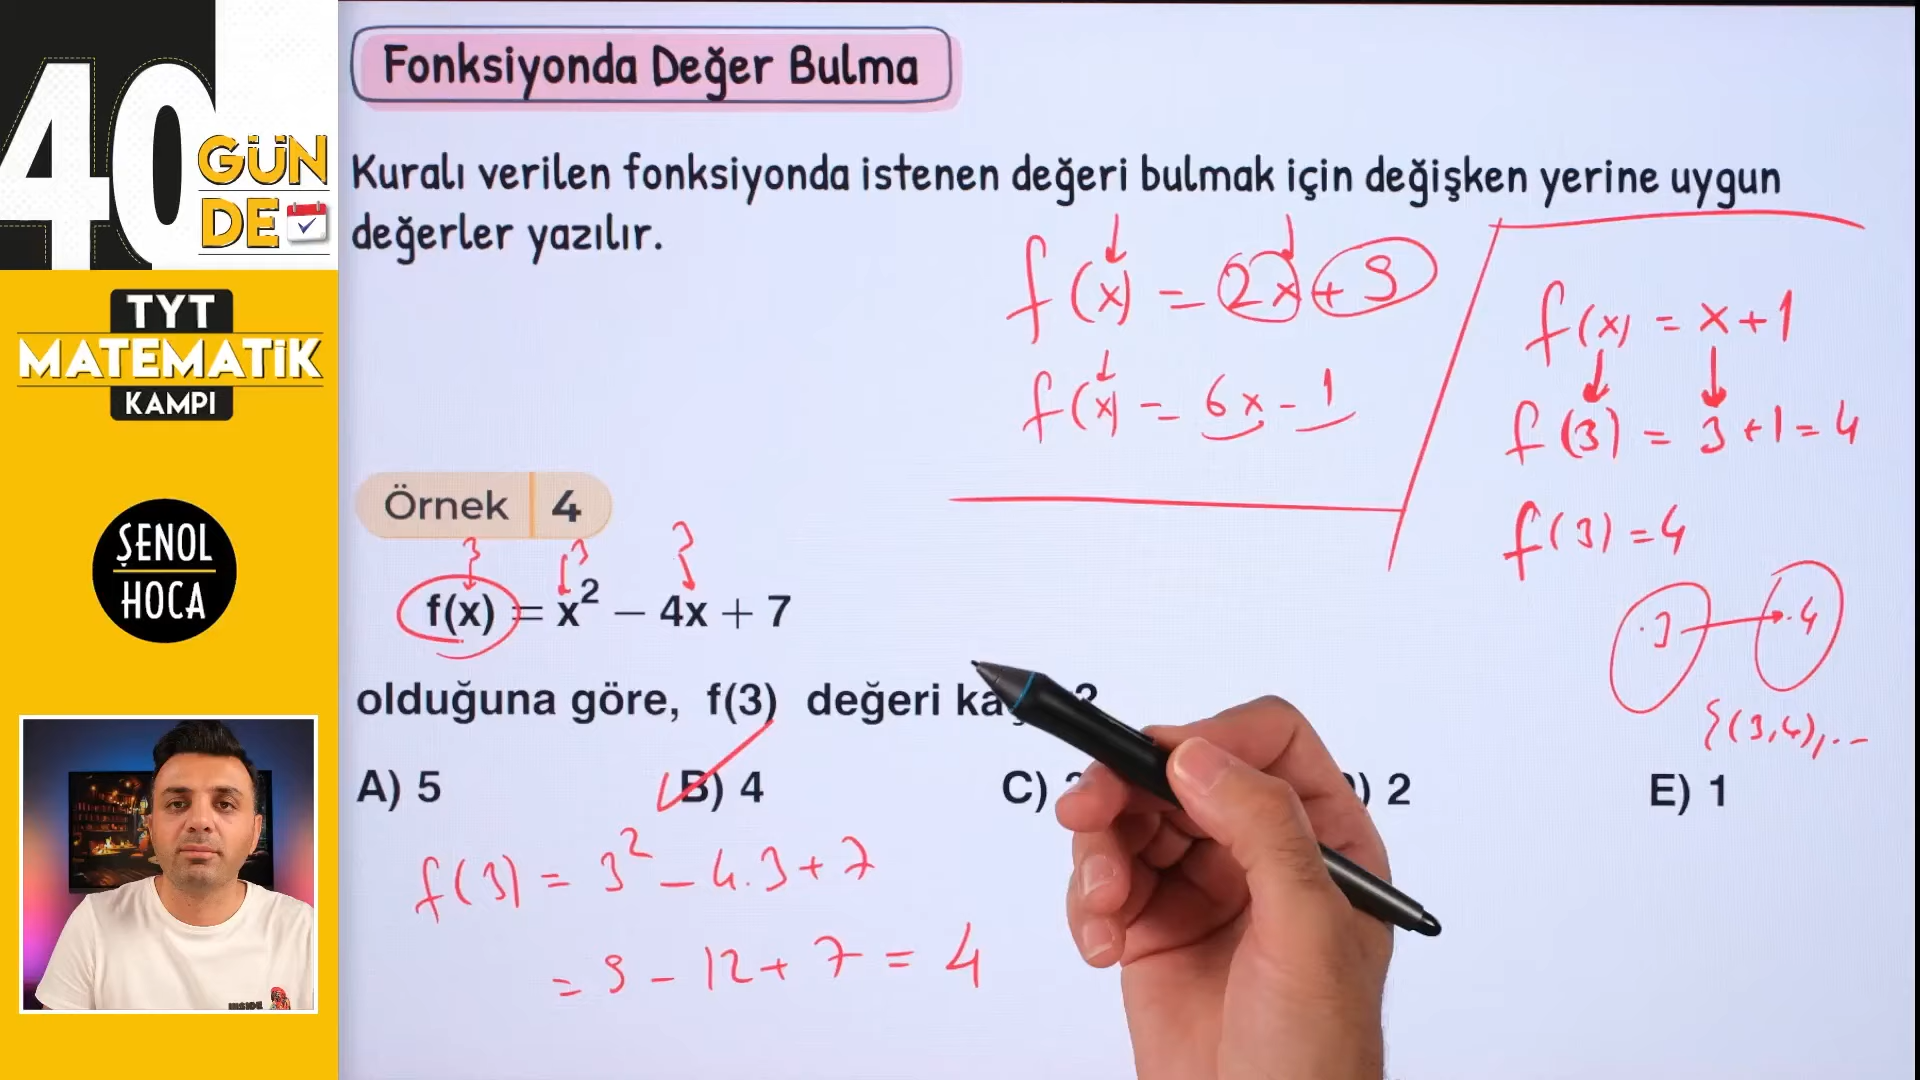 40
GÜN
DE
TYT
MATEMATİK
KAMPI
ŞENOL
HOCA
Fonksiyonda Değer Bulma
Kuralı verilen fonksiyonda istenen değeri bulmak için değişken yerine uygun
değerler yazılır.
f(x) = 2x + 9
f(x) = 6x - 1
f(x) = x + 1
f(3) = 3 + 1 = 4
f(3) = 4
.3 .4
{(3,4), ..
Örnek 4
3 3 3
f(x) = x² − 4x + 7
olduğuna göre, f(3) değeri
A) 5 B) 4 C) D) 2 E) 1
f(3) = 3² - 4.3 + 7
= 9 - 12 + 7 = 4